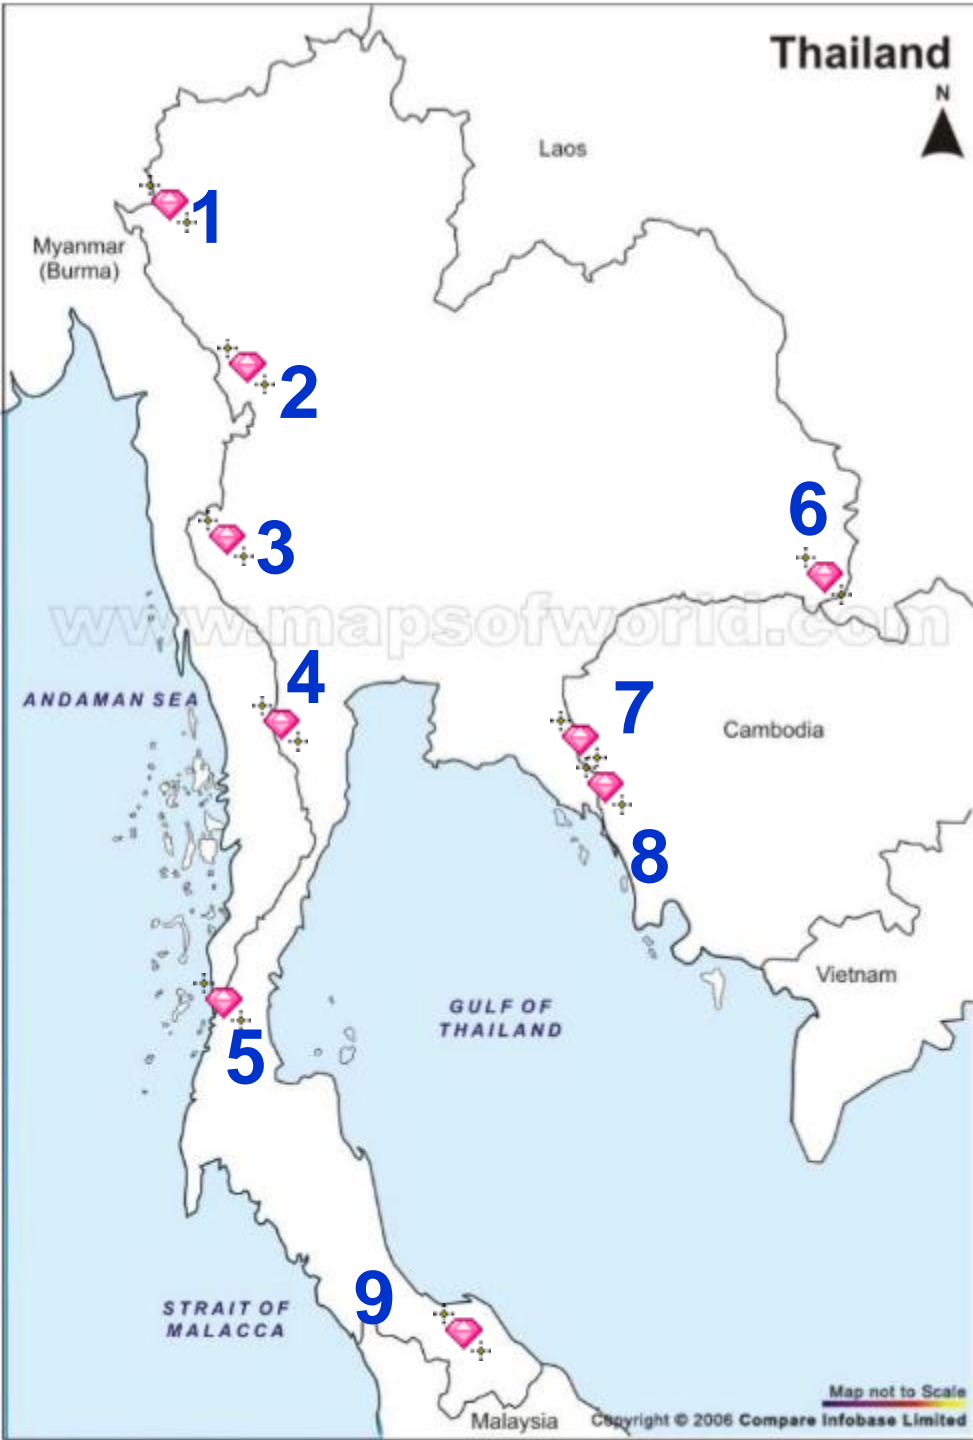 Thailand
N
Laos
1
Myanmar
(Burma)
2
6
3
www.mapsofworld.com
4
ANDAMAN SEA
7
Cambodia
8
Vietnam
GULF OF
THAILAND
5
9
STRAIT OF
MALACCA
Map not to Scale
Malaysia
Copyright © 2006 Compare Infobase Limited